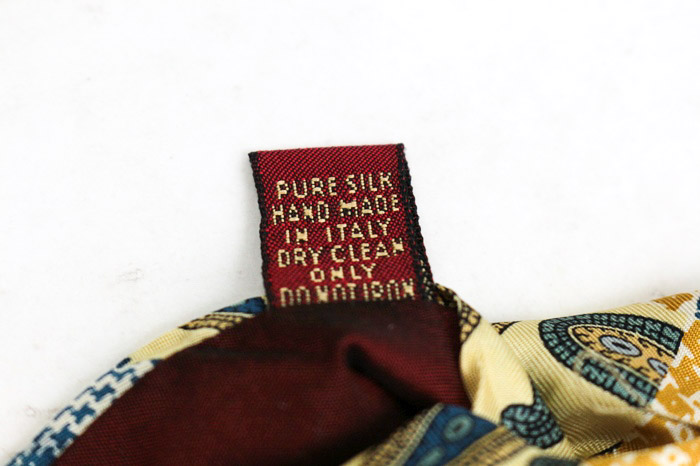 PURE SILK
HAND MADE
IN ITALY
DRY CLEAN
ONLY
DO NOT IRON